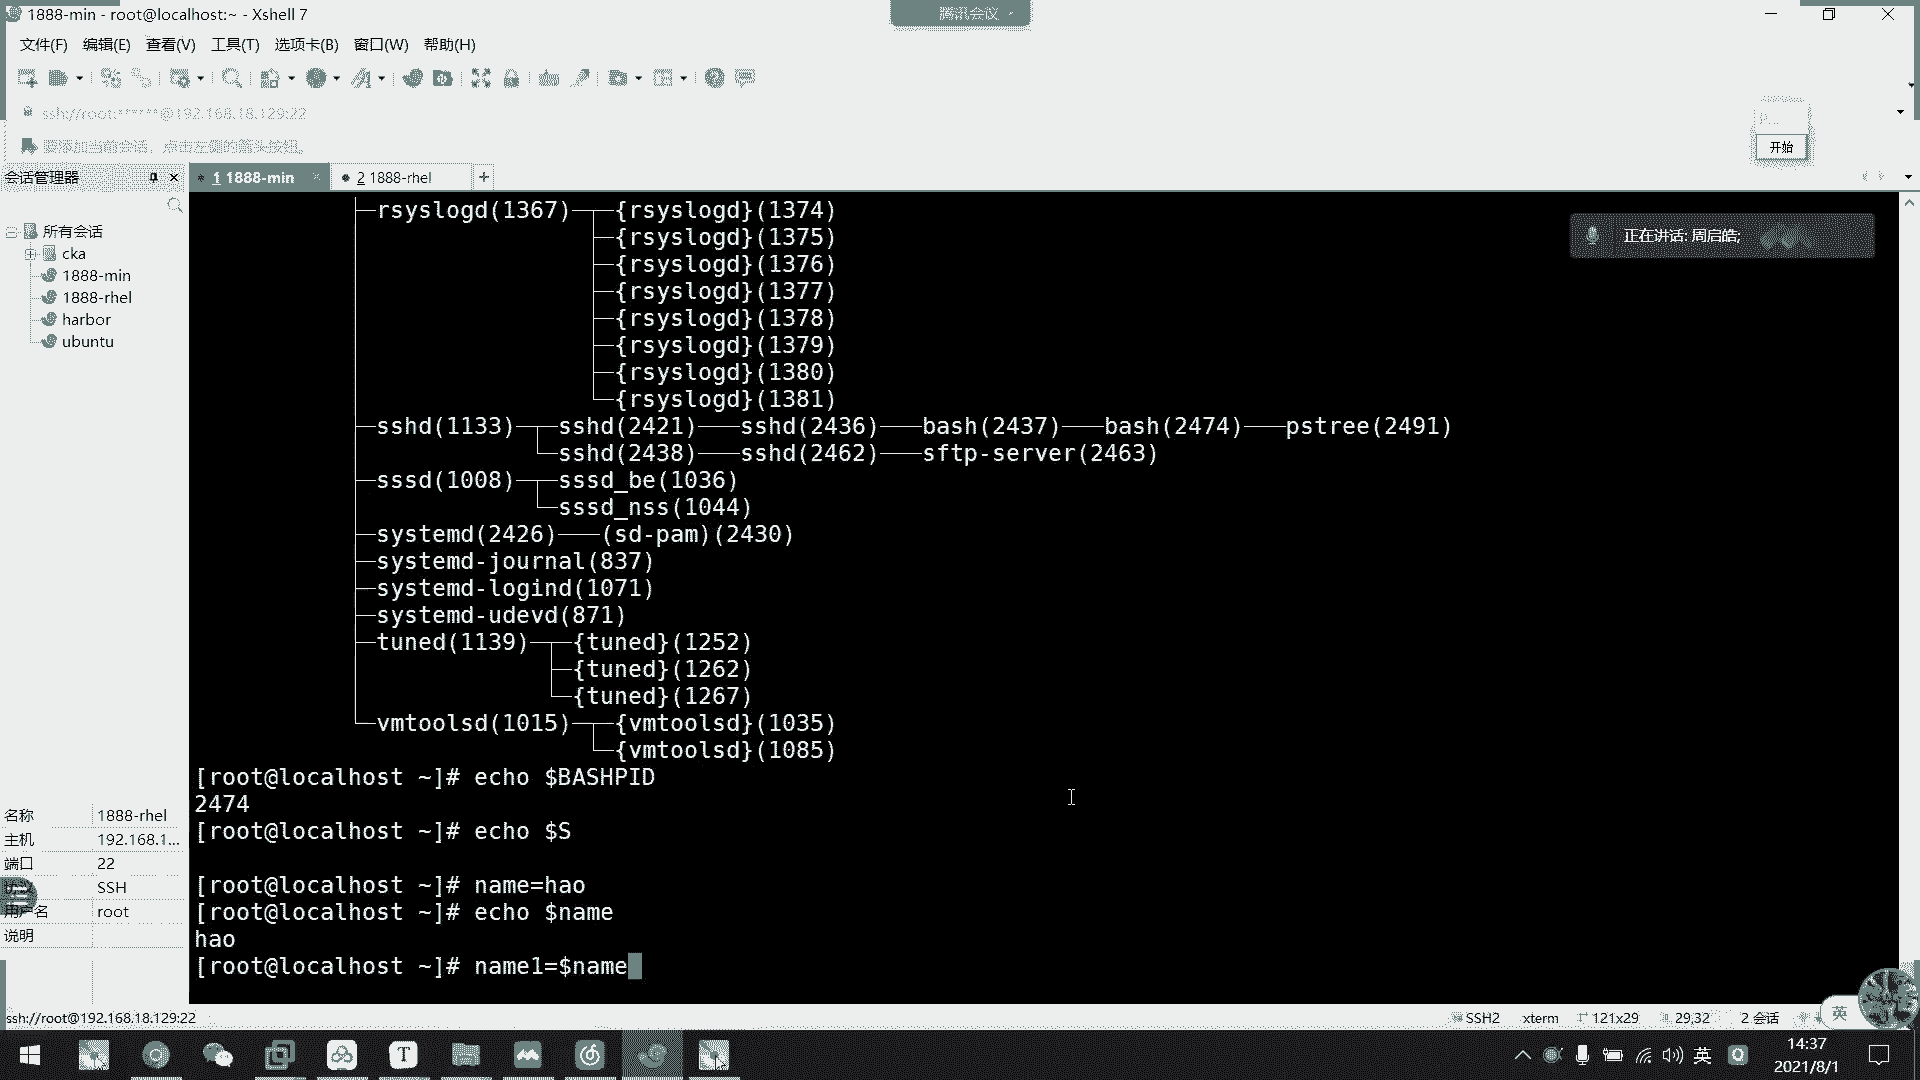 1888-min - root@localhost:~ - Xshell 7
腾讯会议
文件(F) 编辑(E) 查看(V) 工具(T) 选项卡(B) 窗口(W) 帮助(H)
ssh://root:******@192.168.18.129:22
要添加当前会话，点击左侧的箭头按钮。
开始
会话管理器
1 1888-min
2 1888-rhel
所有会话
cka
1888-min
1888-rhel
harbor
ubuntu
正在讲话: 周启皓;
├─rsyslogd(1367)─┬─{rsyslogd}(1374)
├─{rsyslogd}(1375)
├─{rsyslogd}(1376)
├─{rsyslogd}(1377)
├─{rsyslogd}(1378)
├─{rsyslogd}(1379)
├─{rsyslogd}(1380)
└─{rsyslogd}(1381)
├─sshd(1133)─┬─sshd(2421)───sshd(2436)───bash(2437)───bash(2474)───pstree(2491)
└─sshd(2438)───sshd(2462)───sftp-server(2463)
├─sssd(1008)─┬─sssd_be(1036)
└─sssd_nss(1044)
├─systemd(2426)───(sd-pam)(2430)
├─systemd-journal(837)
├─systemd-logind(1071)
├─systemd-udevd(871)
├─tuned(1139)─┬─{tuned}(1252)
├─{tuned}(1262)
└─{tuned}(1267)
└─vmtoolsd(1015)─┬─{vmtoolsd}(1035)
└─{vmtoolsd}(1085)
[root@localhost ~]# echo $BASHPID
2474
[root@localhost ~]# echo $S
[root@localhost ~]# name=hao
[root@localhost ~]# echo $name
hao
[root@localhost ~]# name1=$name
名称 1888-rhel
主机 192.168.1...
端口 22
SSH
用户名 root
说明
ssh://root@192.168.18.129:22
SSH2 xterm 121x29 29,32 2 会话
英
英
14:37
2021/8/1